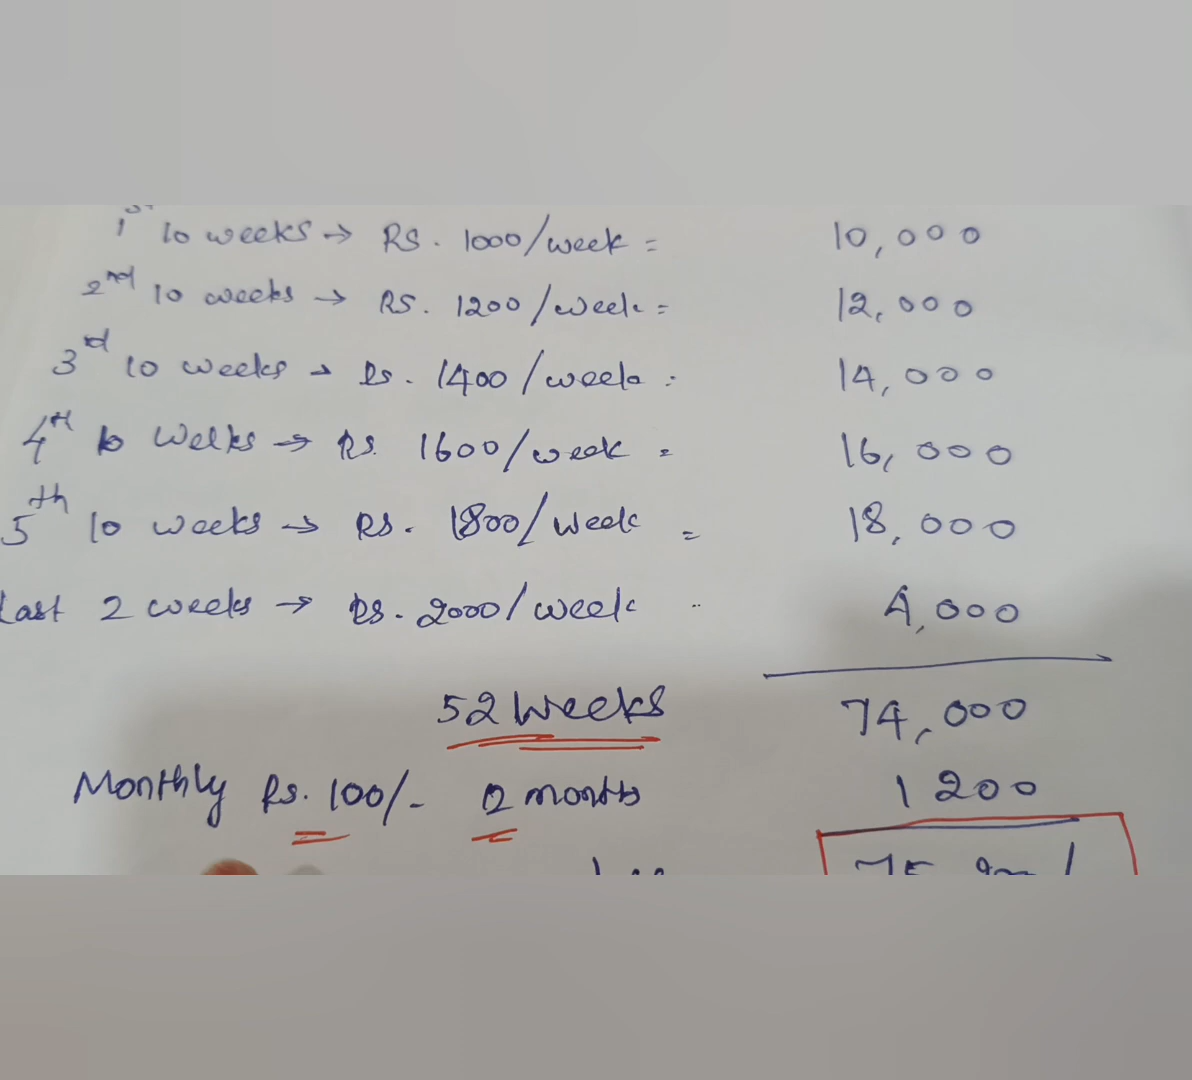 1st 10 weeks → RS. 1000/week = 10,000
2nd 10 weeks → RS. 1200/week = 12,000
3rd 10 weeks → Rs. 1400/week = 14,000
4th 10 weeks → Rs. 1600/week = 16,000
5th 10 weeks → Rs. 1800/week = 18,000
Last 2 weeks → Rs. 2000/week = 4,000
52 Weeks 74,000
Monthly Rs. 100/- months 1200